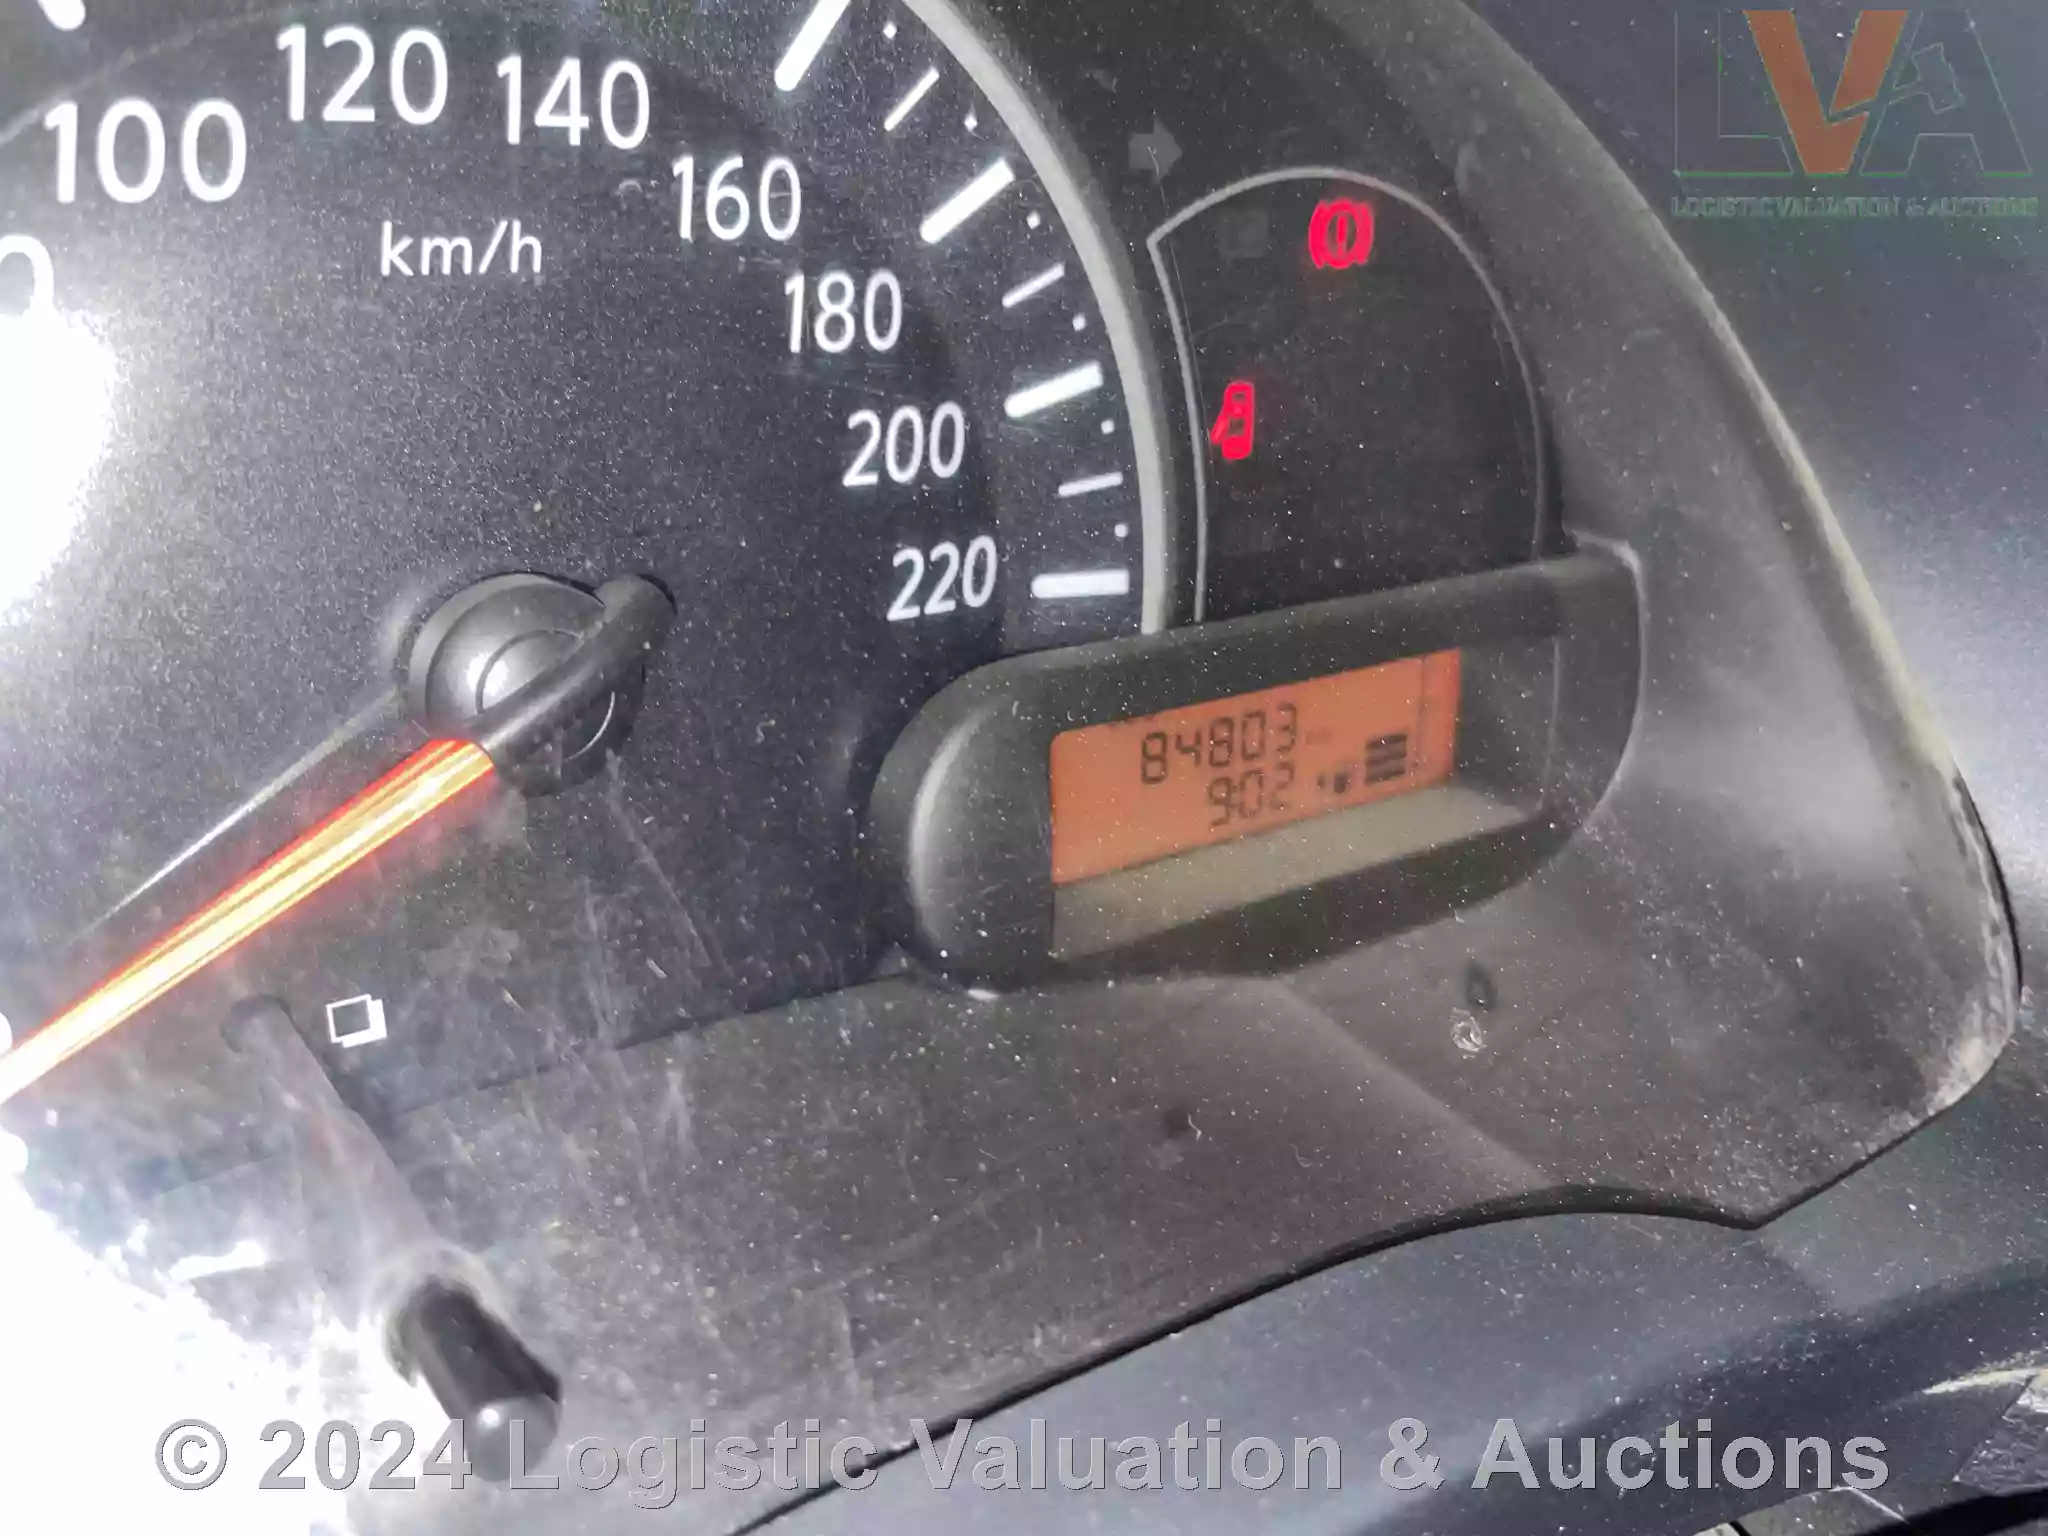 120
140
100
160
km/h
180
200
220
84803
9:02
LVA
LOGISTIC VALUATION & AUCTIONS
© 2024 Logistic Valuation & Auctions